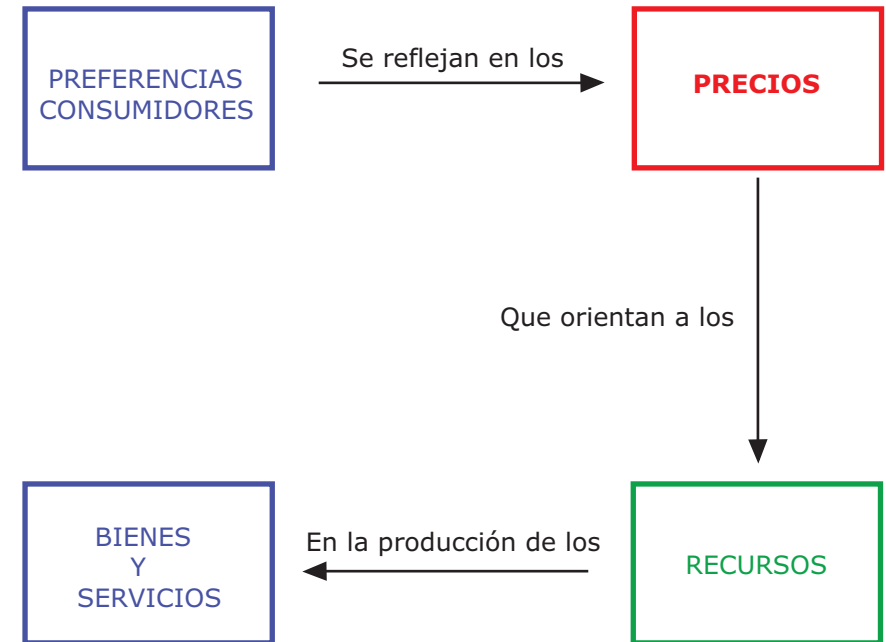 PREFERENCIAS
CONSUMIDORES
Se reflejan en los
PRECIOS
Que orientan a los
RECURSOS
En la producción de los
BIENES
Y
SERVICIOS